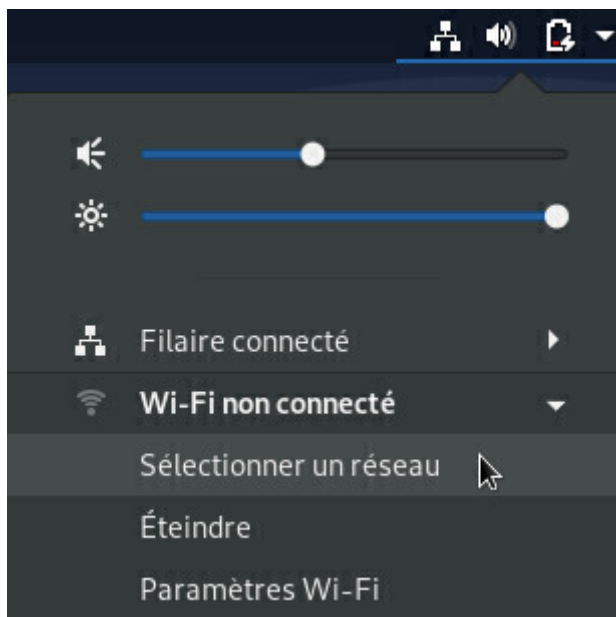 Filaire connecté
Wi-Fi non connecté
Sélectionner un réseau
Éteindre
Paramètres Wi-Fi